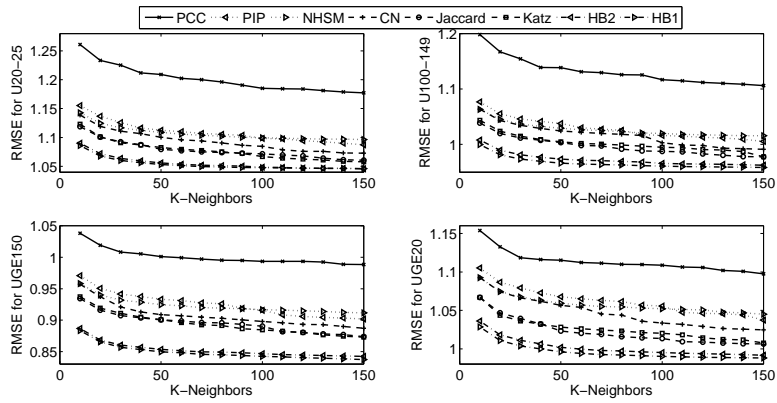 PCC PIP NHSM CN Jaccard Katz HB2 HB1
RMSE for U20−25
1.25
1.2
1.15
1.1
1.05
0 50 100 150
K−Neighbors
RMSE for U100−149
1.2
1.1
1
0 50 100 150
K−Neighbors
RMSE for UGE150
1.05
1
0.95
0.9
0.85
0 50 100 150
K−Neighbors
RMSE for UGE20
1.15
1.1
1.05
1
0 50 100 150
K−Neighbors